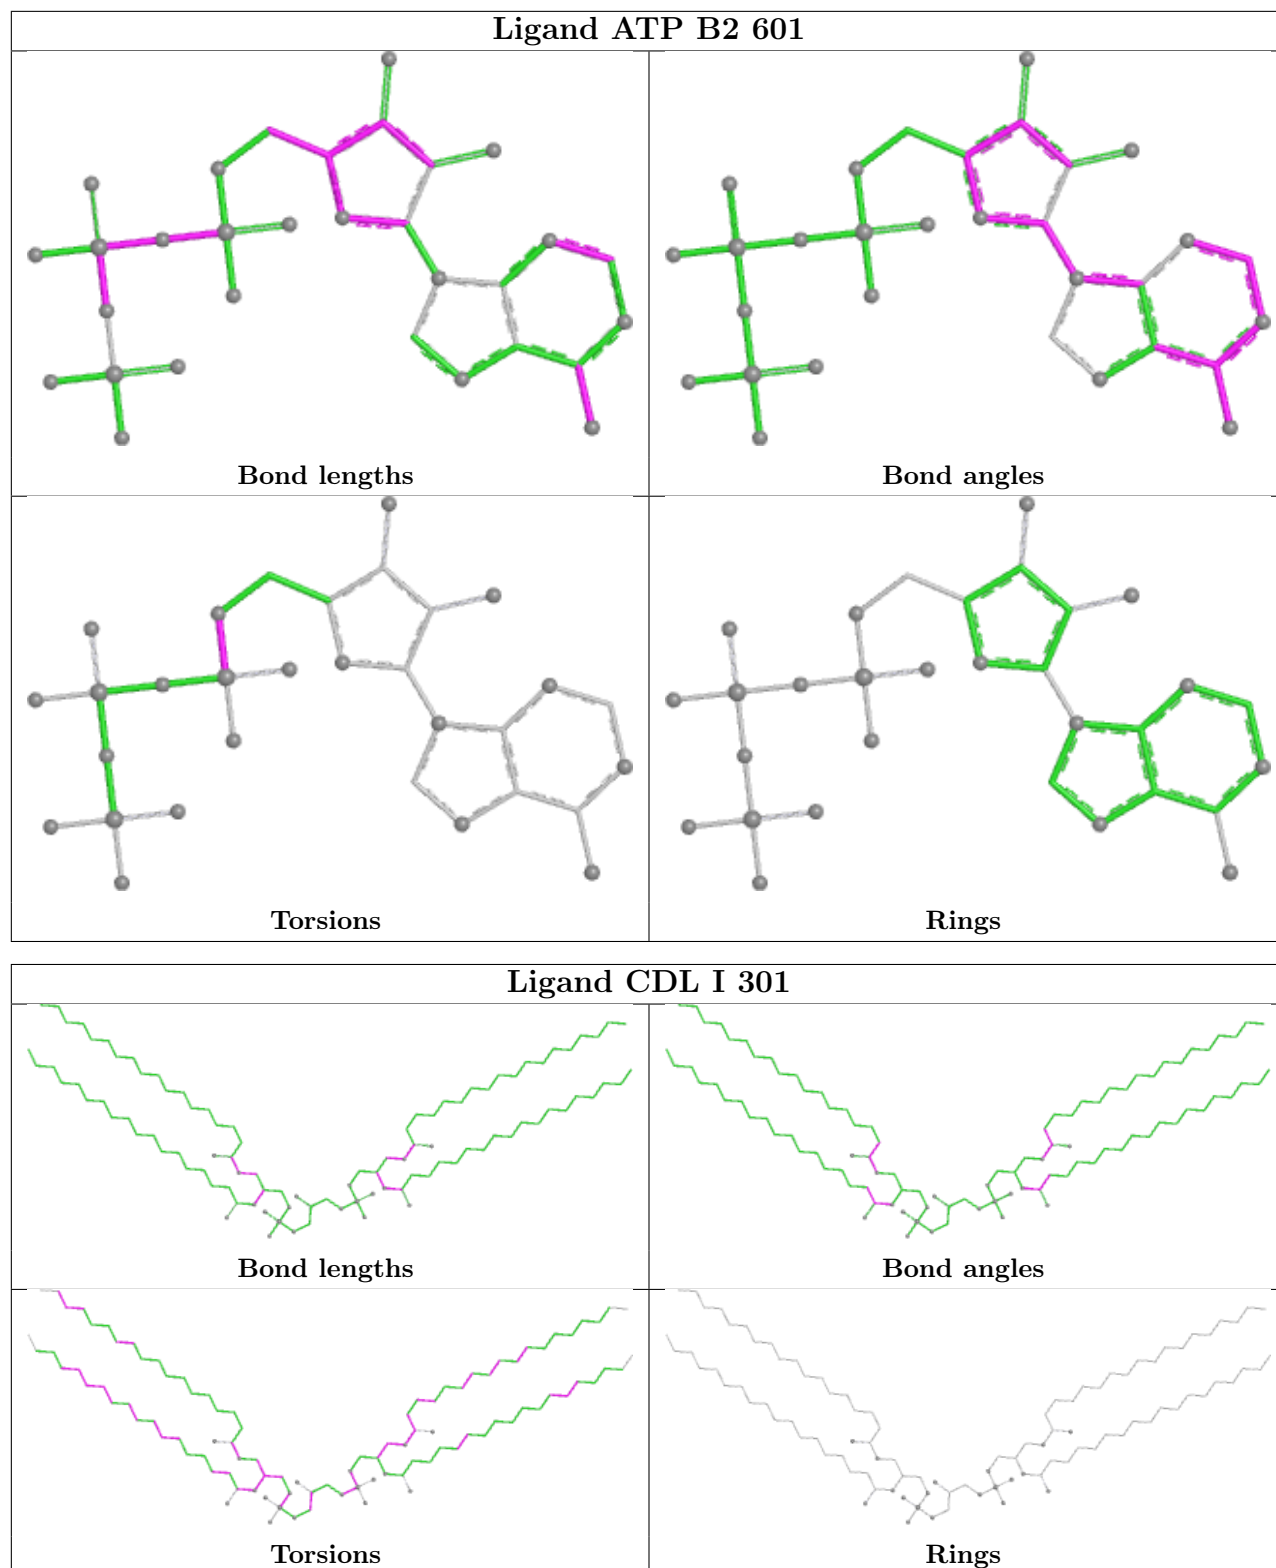 Ligand ATP B2 601
Bond lengths
Bond angles
Torsions
Rings
Ligand CDL I 301
Bond lengths
Bond angles
Torsions
Rings